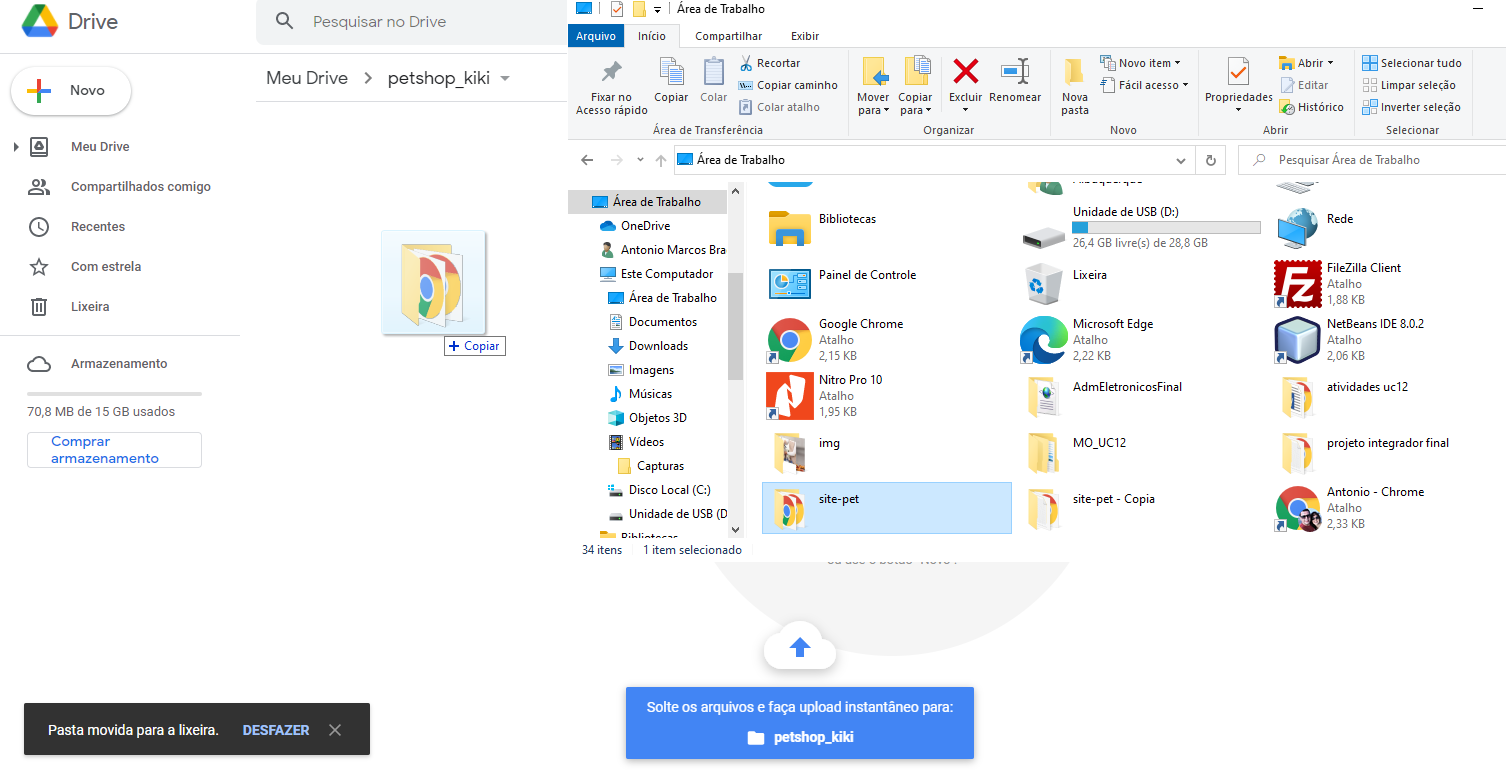 Drive
Pesquisar no Drive
Novo
Meu Drive
petshop_kiki
Meu Drive
Compartilhados comigo
Recentes
Com estrela
Lixeira
Armazenamento
70,8 MB de 15 GB usados
Comprar
armazenamento
Copiar
Pasta movida para a lixeira.
DESFAZER
Área de Trabalho
Arquivo
Início
Compartilhar
Exibir
Fixar no
Acesso rápido
Copiar
Colar
Recortar
Copiar caminho
Colar atalho
Área de Transferência
Mover
para
Copiar
para
Excluir
Renomear
Organizar
Nova
pasta
Novo item
Fácil acesso
Novo
Propriedades
Abrir
Editar
Histórico
Abrir
Selecionar tudo
Limpar seleção
Inverter seleção
Selecionar
Área de Trabalho
Pesquisar Área de Trabalho
Área de Trabalho
OneDrive
Antonio Marcos Bra
Este Computador
Área de Trabalho
Documentos
Downloads
Imagens
Músicas
Objetos 3D
Vídeos
Capturas
Disco Local (C:)
Unidade de USB (D
Bibliotecas
Albuquerque
Bibliotecas
Unidade de USB (D:)
26,4 GB livre(s) de 28,8 GB
Rede
Painel de Controle
Lixeira
FileZilla Client
Atalho
1,88 KB
Google Chrome
Atalho
2,15 KB
Microsoft Edge
Atalho
2,22 KB
NetBeans IDE 8.0.2
Atalho
2,06 KB
Nitro Pro 10
Atalho
1,95 KB
AdmEletronicosFinal
atividades uc12
img
MO_UC12
projeto integrador final
site-pet
site-pet - Copia
Antonio - Chrome
Atalho
2,33 KB
34 itens
1 item selecionado
ou use o botão "Novo".
Solte os arquivos e faça upload instantâneo para:
petshop_kiki